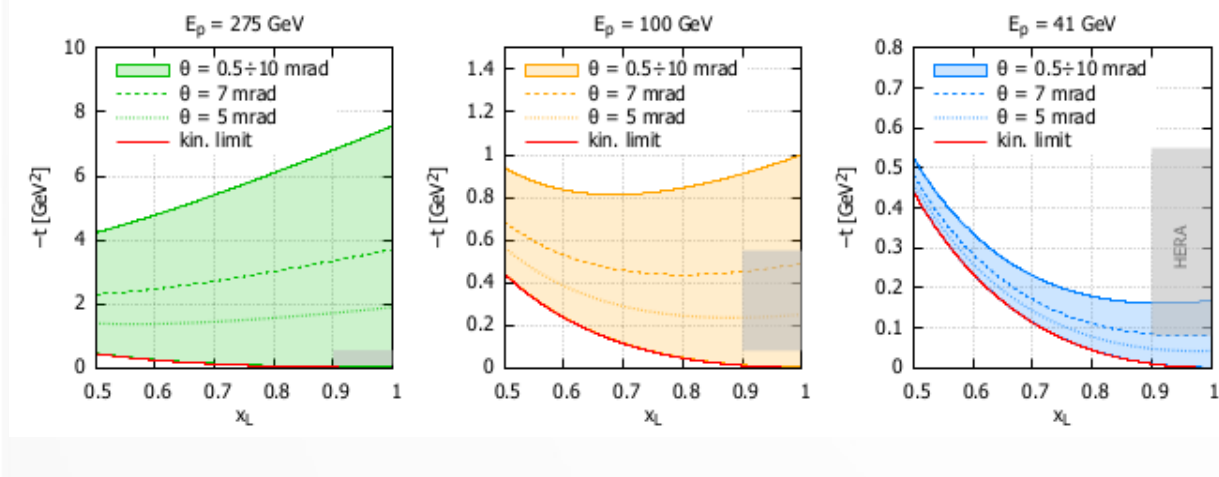 E_p = 275 GeV
10
8
6
4
2
0
−t [GeV²]
θ = 0.5÷10 mrad
θ = 7 mrad
θ = 5 mrad
kin. limit
0.5 0.6 0.7 0.8 0.9 1
x_L
E_p = 100 GeV
1.4
1.2
1
0.8
0.6
0.4
0.2
0
−t [GeV²]
θ = 0.5÷10 mrad
θ = 7 mrad
θ = 5 mrad
kin. limit
0.5 0.6 0.7 0.8 0.9 1
x_L
E_p = 41 GeV
0.8
0.7
0.6
0.5
0.4
0.3
0.2
0.1
0
−t [GeV²]
θ = 0.5÷10 mrad
θ = 7 mrad
θ = 5 mrad
kin. limit
HERA
0.5 0.6 0.7 0.8 0.9 1
x_L